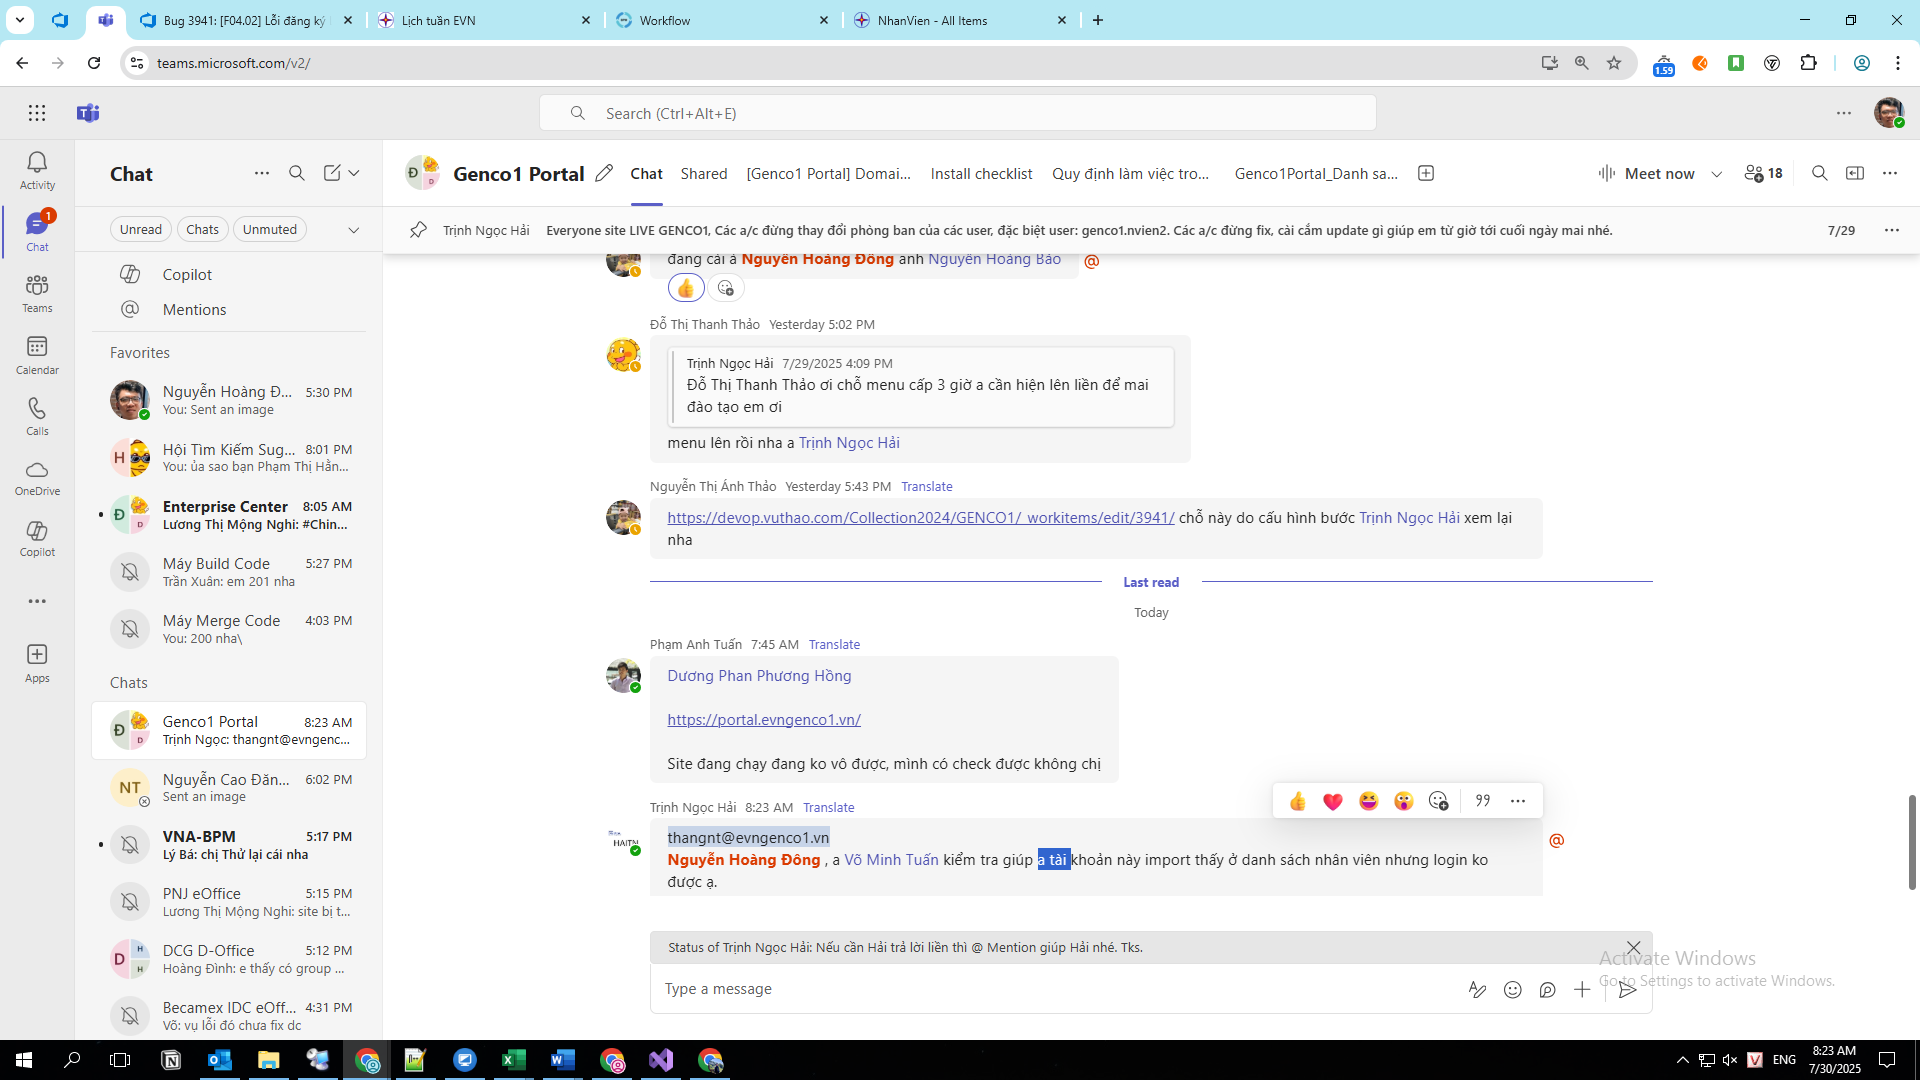 Bug 3941: [F04.02] Lỗi đăng ký
Lịch tuần EVN
Workflow
NhanVien - All Items
teams.microsoft.com/v2/
1.59
Search (Ctrl+Alt+E)
Activity
1
Chat
Teams
Calendar
Calls
OneDrive
Copilot
Apps
Chat
Unread
Chats
Unmuted
Copilot
Mentions
Favorites
Nguyễn Hoàng Đ... 5:30 PM
You: Sent an image
Hội Tìm Kiếm Sug... 8:01 PM
You: ủa sao bạn Phạm Thị Hằn...
Enterprise Center 8:05 AM
Lương Thị Mộng Nghi: #Chin...
Máy Build Code 5:27 PM
Trần Xuân: em 201 nha
Máy Merge Code 4:03 PM
You: 200 nha\
Chats
Genco1 Portal 8:23 AM
Trịnh Ngọc: thangnt@evngenc...
NT
Nguyễn Cao Đăn... 6:02 PM
Sent an image
VNA-BPM 5:17 PM
Lý Bá: chị Thử lại cái nha
PNJ eOffice 5:15 PM
Lương Thị Mộng Nghi: site bị t...
DCG D-Office 5:12 PM
Hoàng Đình: e thấy có group ...
Becamex IDC eOff... 4:31 PM
Võ: vụ lỗi đó chưa fix dc
Genco1 Portal
Chat
Shared
[Genco1 Portal] Domai...
Install checklist
Quy định làm việc tro...
Genco1Portal_Danh sa...
Meet now
18
Trịnh Ngọc Hải Everyone site LIVE GENCO1, Các a/c đừng thay đổi phòng ban của các user, đặc biệt user: genco1.nvien2. Các a/c đừng fix, cài cắm update gì giúp em từ giờ tới cuối ngày mai nhé. 7/29
đang cài à Nguyễn Hoàng Đông anh Nguyễn Hoàng Bảo
Đỗ Thị Thanh Thảo Yesterday 5:02 PM
Trịnh Ngọc Hải 7/29/2025 4:09 PM
Đỗ Thị Thanh Thảo ơi chỗ menu cấp 3 giờ a cần hiện lên liền để mai
đào tạo em ơi
menu lên rồi nha a Trịnh Ngọc Hải
Nguyễn Thị Ánh Thảo Yesterday 5:43 PM Translate
https://devop.vuthao.com/Collection2024/GENCO1/_workitems/edit/3941/ chỗ này do cấu hình bước Trịnh Ngọc Hải xem lại
nha
Last read
Today
Phạm Anh Tuấn 7:45 AM Translate
Dương Phan Phương Hồng
https://portal.evngenco1.vn/
Site đang chạy đang ko vô được, mình có check được không chị
Trịnh Ngọc Hải 8:23 AM Translate
HAITN
thangnt@evngenco1.vn
Nguyễn Hoàng Đông , a Võ Minh Tuấn kiểm tra giúp a tài khoản này import thấy ở danh sách nhân viên nhưng login ko
được ạ.
Status of Trịnh Ngọc Hải: Nếu cần Hải trả lời liền thì @ Mention giúp Hải nhé. Tks.
Type a message
Activate Windows
Go to Settings to activate Windows.
ENG
8:23 AM
7/30/2025